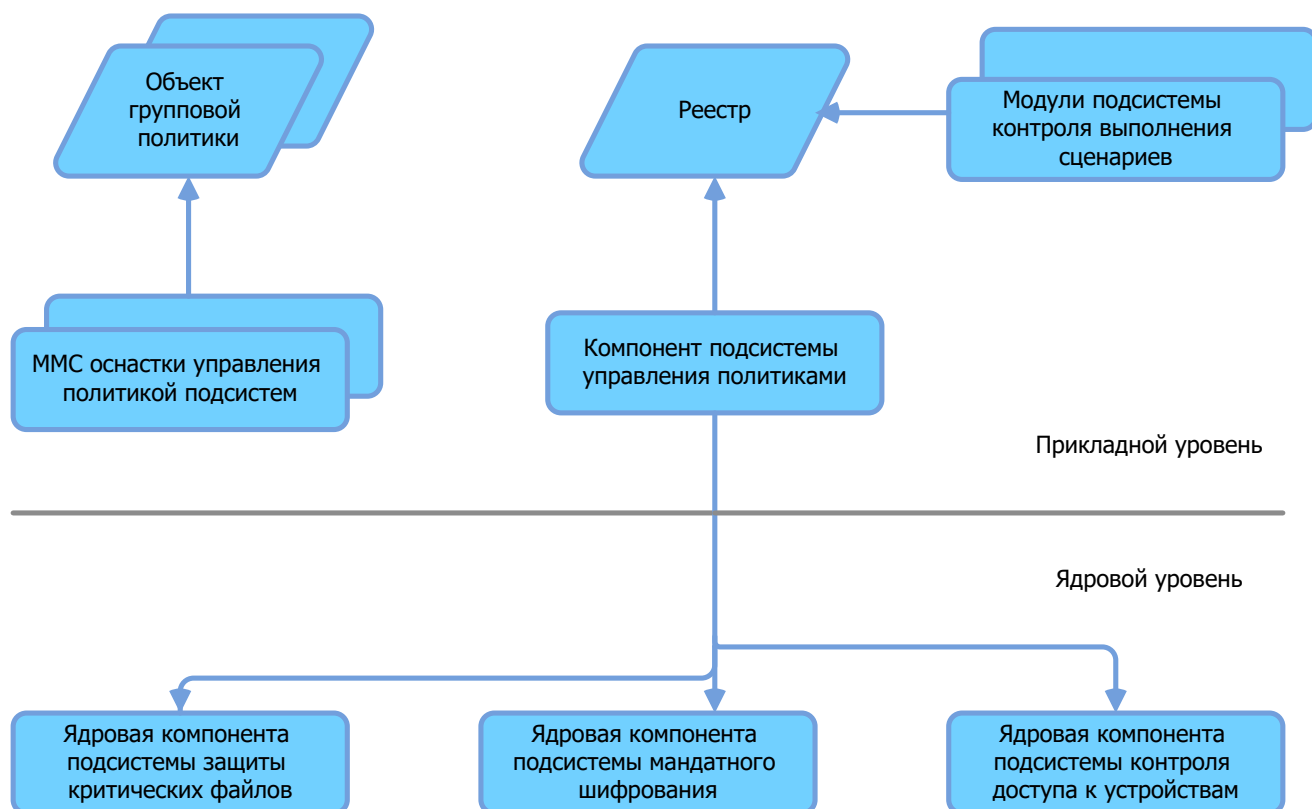 Объект
групповой
политики
Реестр
Модули подсистемы
контроля выполнения
сценариев
ММС оснастки управления
политикой подсистем
Компонент подсистемы
управления политиками
Прикладной уровень
Ядровой уровень
Ядровая компонента
подсистемы защиты
критических файлов
Ядровая компонента
подсистемы мандатного
шифрования
Ядровая компонента
подсистемы контроля
доступа к устройствам